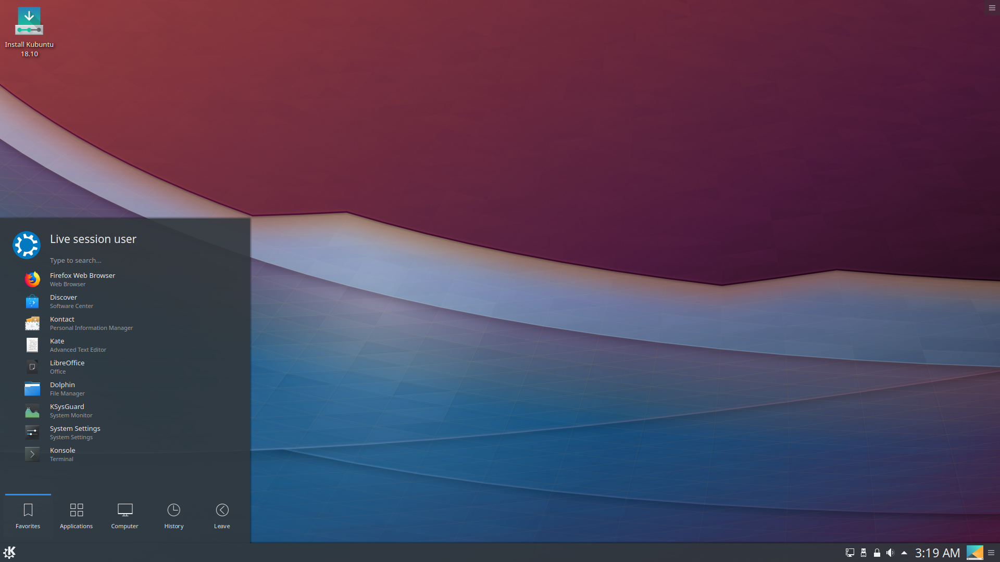 Install Kubuntu
18.10
Live session user
Type to search...
Firefox Web Browser
Web Browser
Discover
Software Center
Kontact
Personal Information Manager
Kate
Advanced Text Editor
LibreOffice
Office
Dolphin
File Manager
KSysGuard
System Monitor
System Settings
System Settings
Konsole
Terminal
Favorites Applications Computer History Leave
3:19 AM